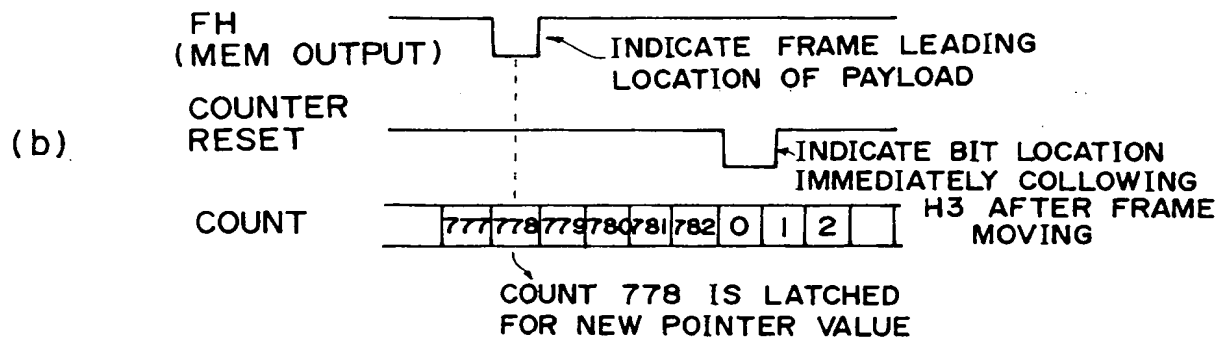 FH
(MEM OUTPUT)
INDICATE FRAME LEADING
LOCATION OF PAYLOAD
COUNTER
RESET
(b)
INDICATE BIT LOCATION
IMMEDIATELY COLLOWING
H3 AFTER FRAME
MOVING
COUNT
777 778 779 780 781 782 0 1 2
COUNT 778 IS LATCHED
FOR NEW POINTER VALUE